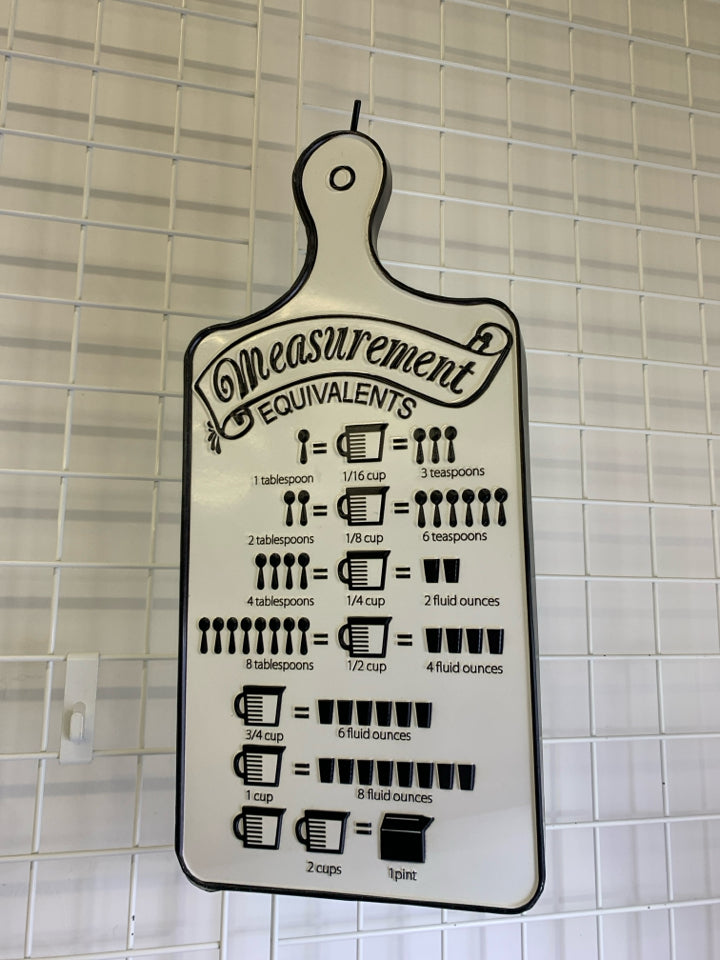 Measurement
EQUIVALENTS
= =
1 tablespoon 1/16 cup 3 teaspoons
= =
2 tablespoons 1/8 cup 6 teaspoons
= =
4 tablespoons 1/4 cup 2 fluid ounces
= =
8 tablespoons 1/2 cup 4 fluid ounces
=
3/4 cup 6 fluid ounces
=
1 cup 8 fluid ounces
=
2 cups 1pint